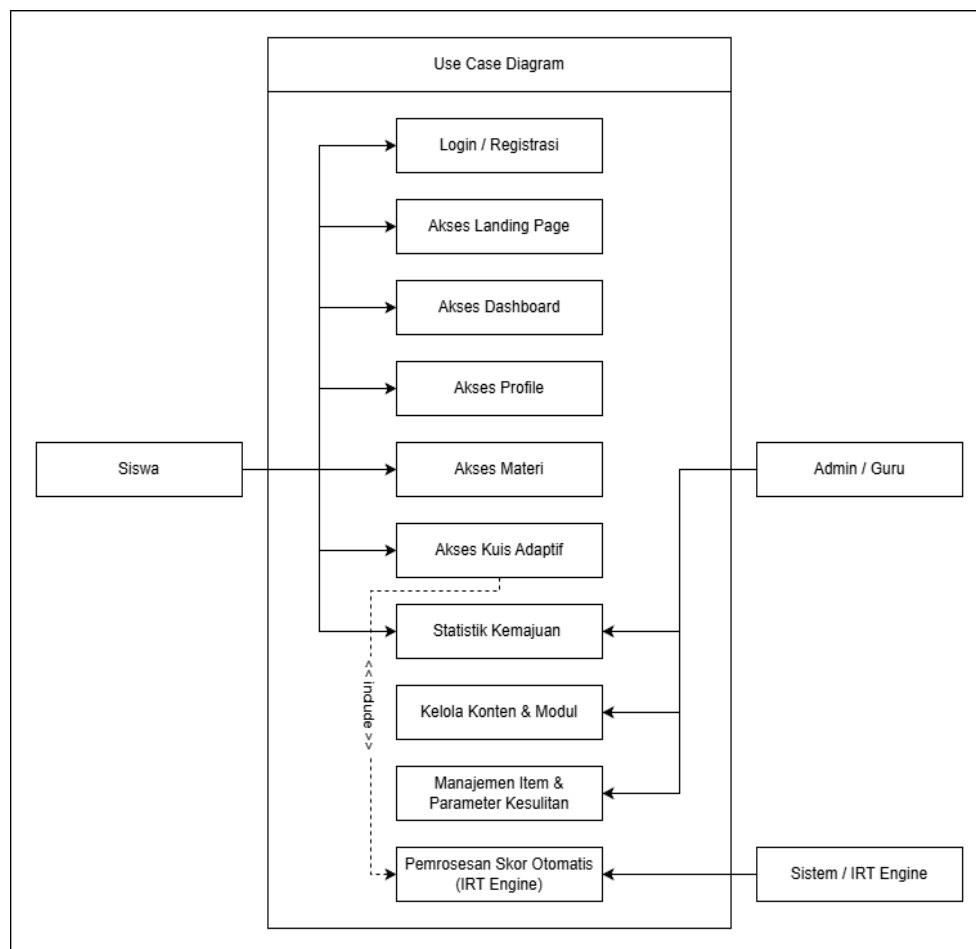 Use Case Diagram
Login / Registrasi
Akses Landing Page
Akses Dashboard
Akses Profile
Siswa
Akses Materi
Admin / Guru
Akses Kuis Adaptif
Statistik Kemajuan
<< include >>
Kelola Konten & Modul
Manajemen Item &
Parameter Kesulitan
Pemrosesan Skor Otomatis
(IRT Engine)
Sistem / IRT Engine